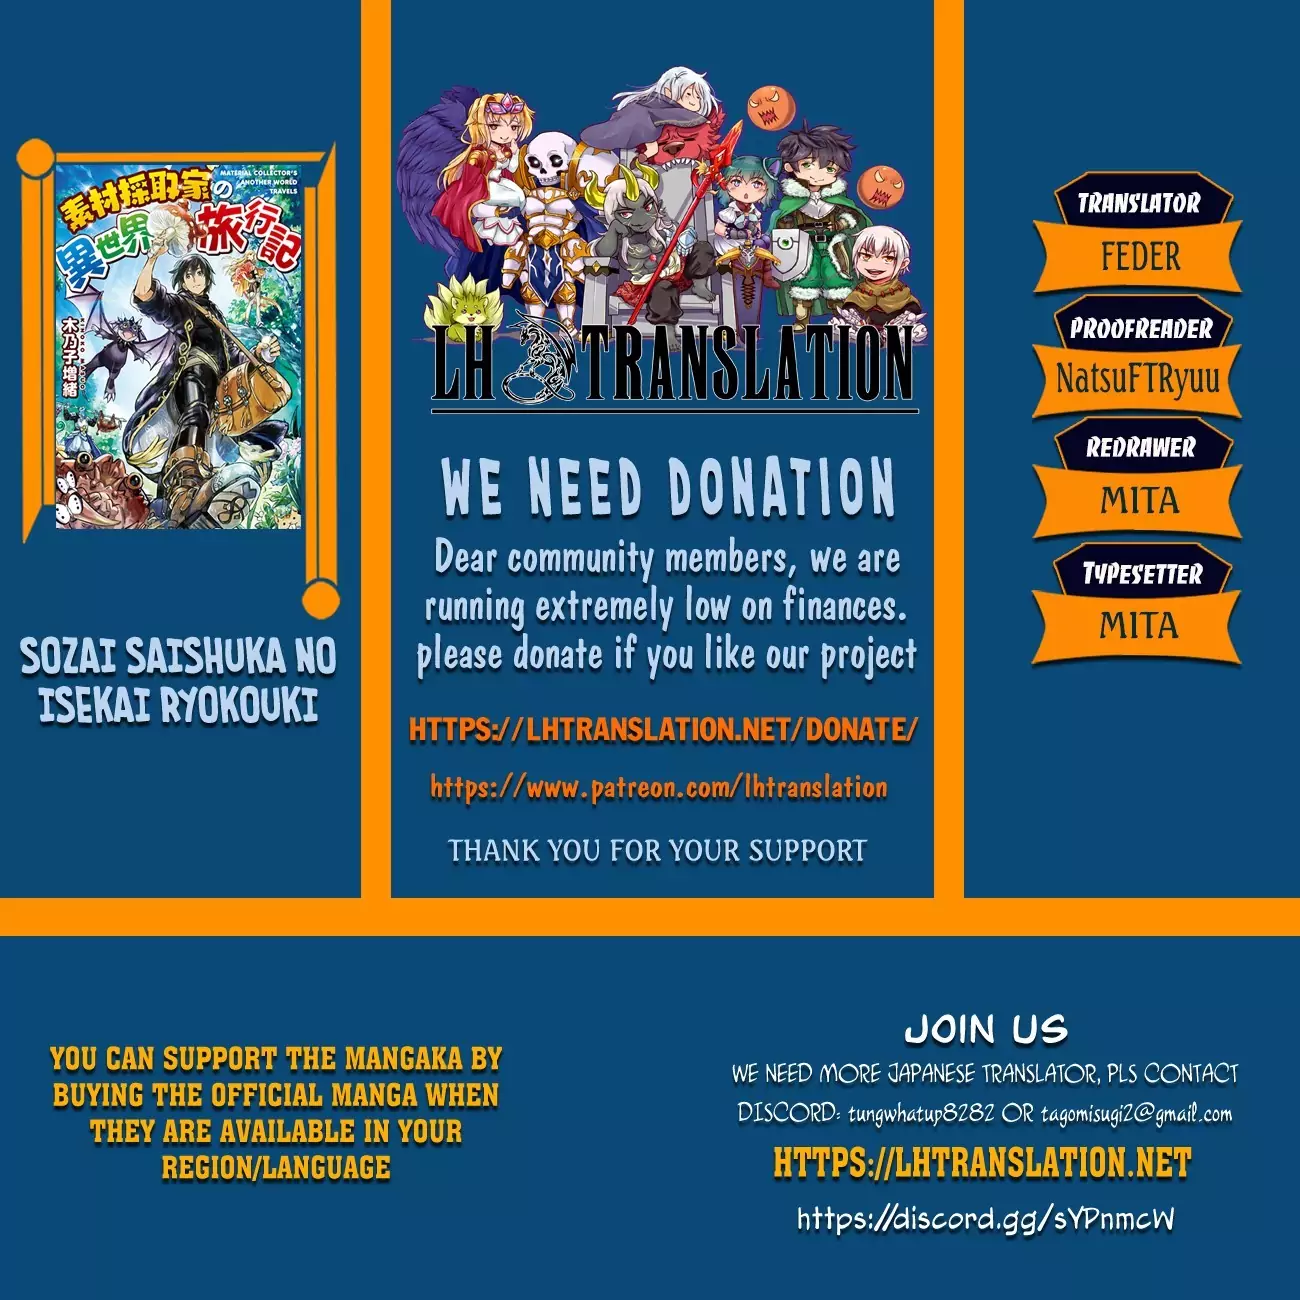 MATERIAL COLLECTOR'S
ANOTHER WORLD
TRAVELS
素材採取家の
異世界旅行記
木乃子増緒
SOZAI SAISHUKA NO
ISEKAI RYOKOUKI
LH TRANSLATION
WE NEED DONATION
Dear community members, we are
running extremely low on finances.
please donate if you like our project
HTTPS://LHTRANSLATION.NET/DONATE/
https://www.patreon.com/lhtranslation
THANK YOU FOR YOUR SUPPORT
TRANSLATOR
FEDER
PROOFREADER
NatsuFTRyuu
REDRAWER
MITA
TYPESETTER
MITA
YOU CAN SUPPORT THE MANGAKA BY
BUYING THE OFFICIAL MANGA WHEN
THEY ARE AVAILABLE IN YOUR
REGION/LANGUAGE
JOIN US
WE NEED MORE JAPANESE TRANSLATOR, PLS CONTACT
DISCORD: tungwhatup8282 OR tagomisugi2@gmail.com
HTTPS://LHTRANSLATION.NET
https://discord.gg/sYPnmcW